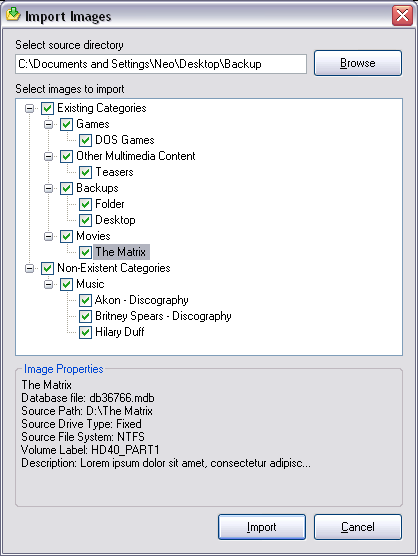 Import Images
Select source directory
C:\Documents and Settings\Neo\Desktop\Backup
Browse
Select images to import
Existing Categories
Games
DOS Games
Other Multimedia Content
Teasers
Backups
Folder
Desktop
Movies
The Matrix
Non-Existent Categories
Music
Akon - Discography
Britney Spears - Discography
Hilary Duff
Image Properties
The Matrix
Database file: db36766.mdb
Source Path: D:\The Matrix
Source Drive Type: Fixed
Source File System: NTFS
Volume Label: HD40_PART1
Description: Lorem ipsum dolor sit amet, consectetur adipisc...
Import
Cancel